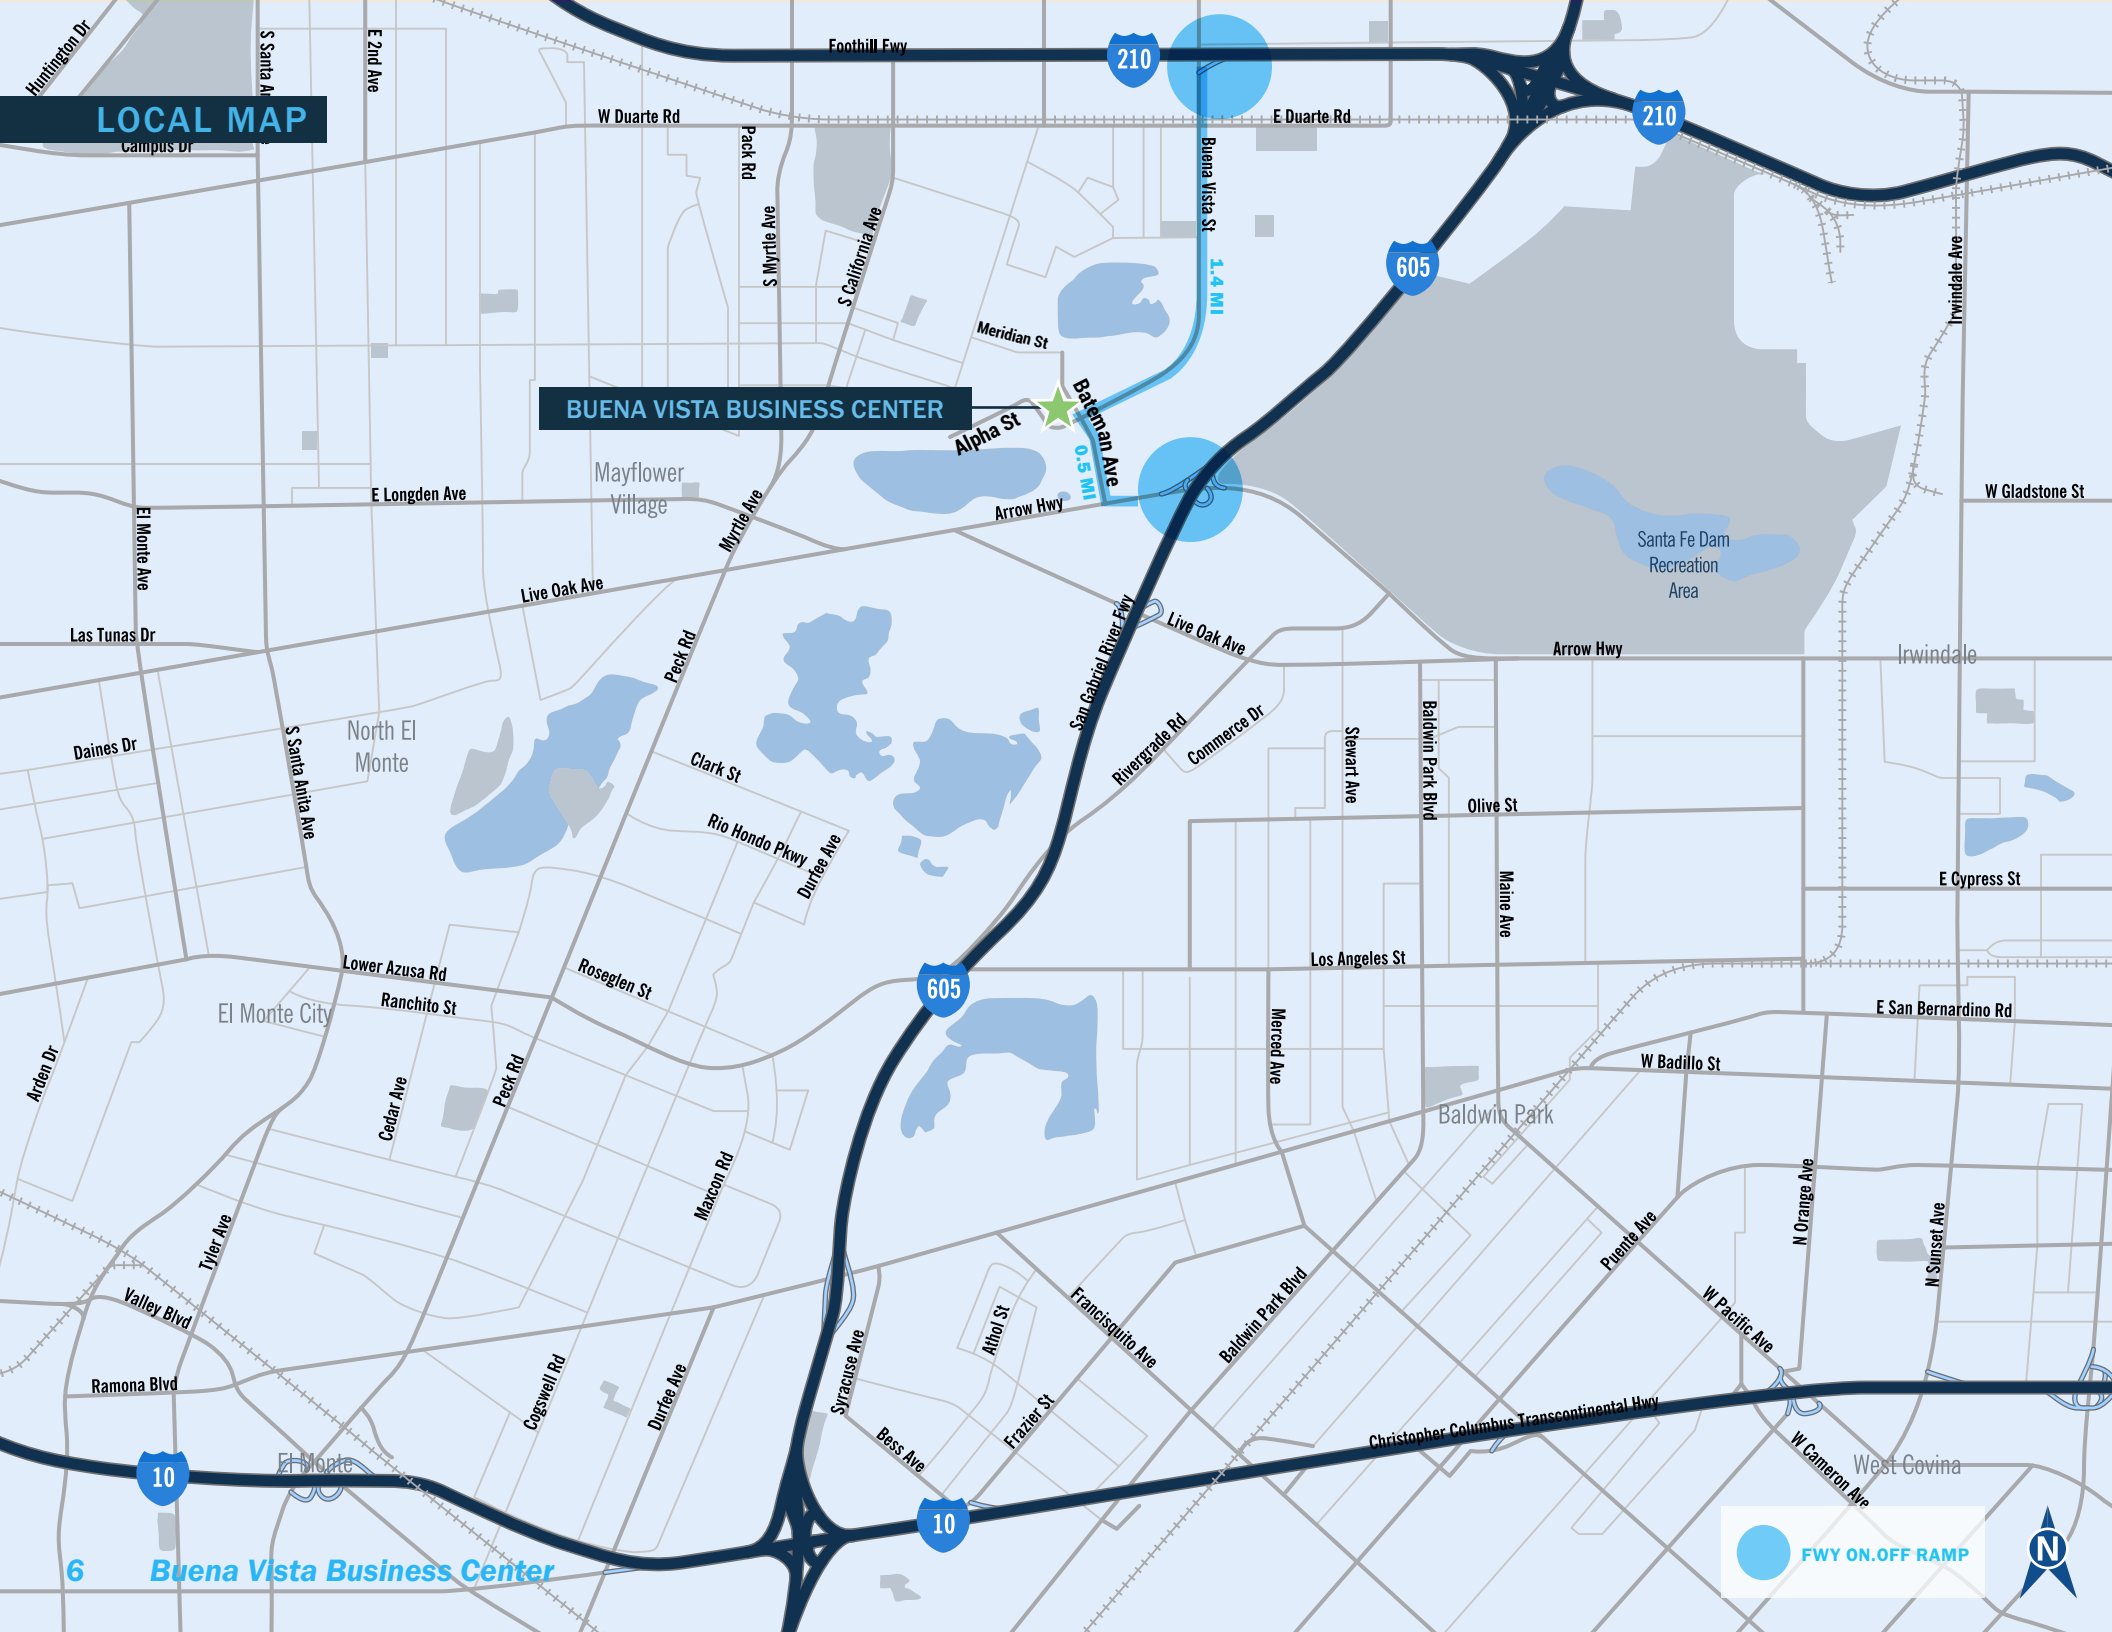 Huntington Dr
S Santa An
E 2nd Ave
Foothill Fwy
210
LOCAL MAP
Campus Dr
W Duarte Rd
E Duarte Rd
210
Pack Rd
Buena Vista St
S Myrtle Ave
S California Ave
605
1.4 MI
Irwindale Ave
Meridian St
BUENA VISTA BUSINESS CENTER
Bateman Ave
Alpha St
0.5 MI
Mayflower
Village
E Longden Ave
Arrow Hwy
W Gladstone St
El Monte Ave
Myrtle Ave
Santa Fe Dam
Recreation
Area
Live Oak Ave
Las Tunas Dr
Peck Rd
San Gabriel River Fwy
Live Oak Ave
Arrow Hwy
Irwindale
North El
Monte
Daines Dr
S Santa Anita Ave
Clark St
Rivergrade Rd
Commerce Dr
Stewart Ave
Baldwin Park Blvd
Rio Hondo Pkwy
Durfee Ave
Olive St
Maine Ave
E Cypress St
Lower Azusa Rd
Roseglen St
Los Angeles St
605
Ranchito St
El Monte City
E San Bernardino Rd
Merced Ave
W Badillo St
Arden Dr
Cedar Ave
Peck Rd
Baldwin Park
Maxcon Rd
N Orange Ave
Tyler Ave
Puente Ave
N Sunset Ave
Valley Blvd
Athol St
Francisquito Ave
Baldwin Park Blvd
W Pacific Ave
Syracuse Ave
Ramona Blvd
Cogswell Rd
Durfee Ave
Frazier St
Christopher Columbus Transcontinental Hwy
Bess Ave
W Cameron Ave
West Covina
El Monte
10
10
FWY ON.OFF RAMP
N
6 Buena Vista Business Center